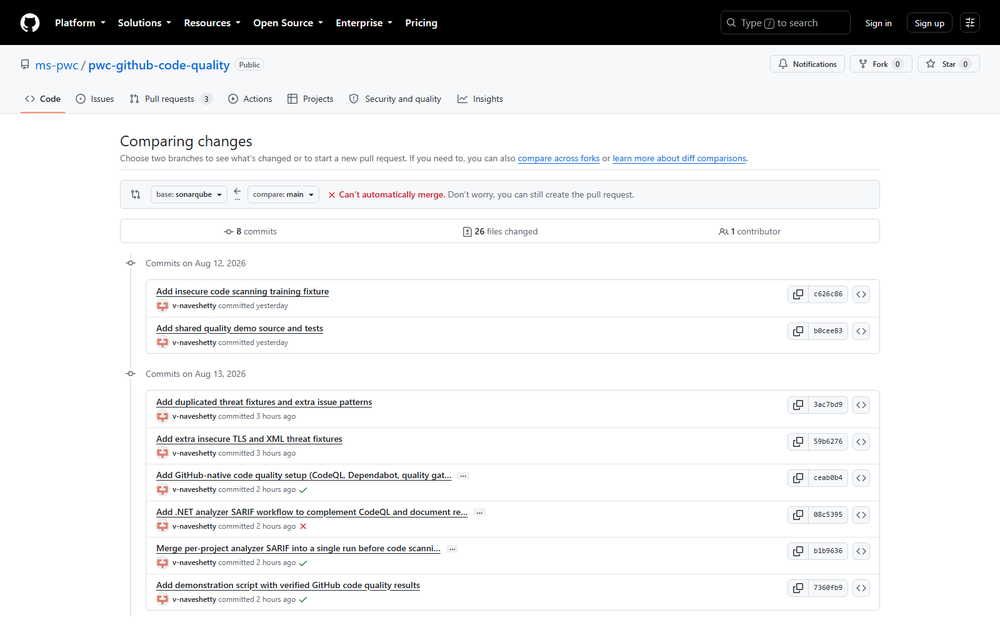 Platform Solutions Resources Open Source Enterprise Pricing Type / to search Sign in Sign up
ms-pwc / pwc-github-code-quality Public Notifications Fork 0 Star 0
Code Issues Pull requests 3 Actions Projects Security and quality Insights
Comparing changes
Choose two branches to see what's changed or to start a new pull request. If you need to, you can also compare across forks or learn more about diff comparisons.
base: sonarqube ... compare: main Can't automatically merge. Don't worry, you can still create the pull request.
8 commits 26 files changed 1 contributor
Commits on Aug 12, 2026
Add insecure code scanning training fixture
v-naveshetty committed yesterday c626c86
Add shared quality demo source and tests
v-naveshetty committed yesterday b0cee83
Commits on Aug 13, 2026
Add duplicated threat fixtures and extra issue patterns
v-naveshetty committed 3 hours ago 3ac7bd9
Add extra insecure TLS and XML threat fixtures
v-naveshetty committed 3 hours ago 59b6276
Add GitHub-native code quality setup (CodeQL, Dependabot, quality gat... ...
v-naveshetty committed 2 hours ago ceab0b4
Add .NET analyzer SARIF workflow to complement CodeQL and document re... ...
v-naveshetty committed 2 hours ago 08c5395
Merge per-project analyzer SARIF into a single run before code scanni... ...
v-naveshetty committed 2 hours ago b1b9636
Add demonstration script with verified GitHub code quality results
v-naveshetty committed 2 hours ago 7360fb9